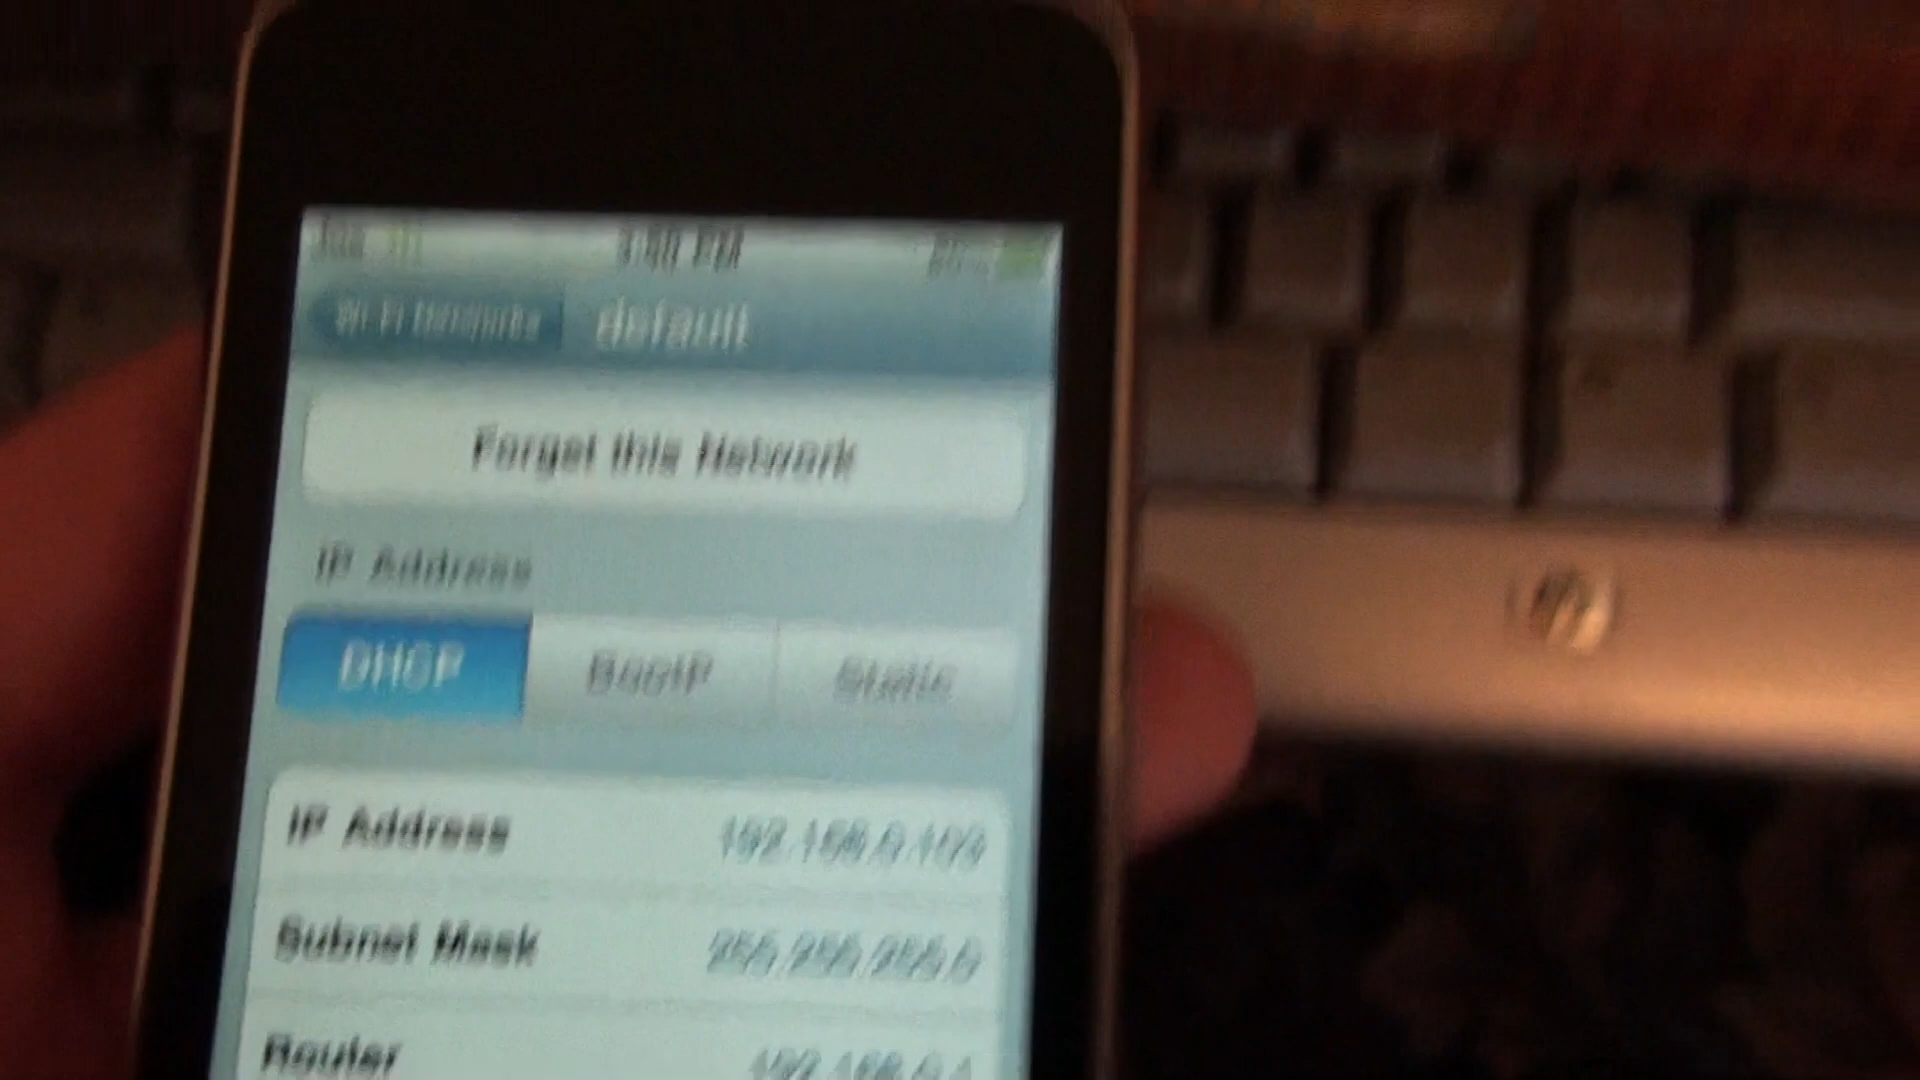 PM
Wi-Fi Networks default
Forget this Network
IP Address
DHCP BootP Static
IP Address 192.168.0.103
Subnet Mask 255.255.255.0
Router 192.168.0.1